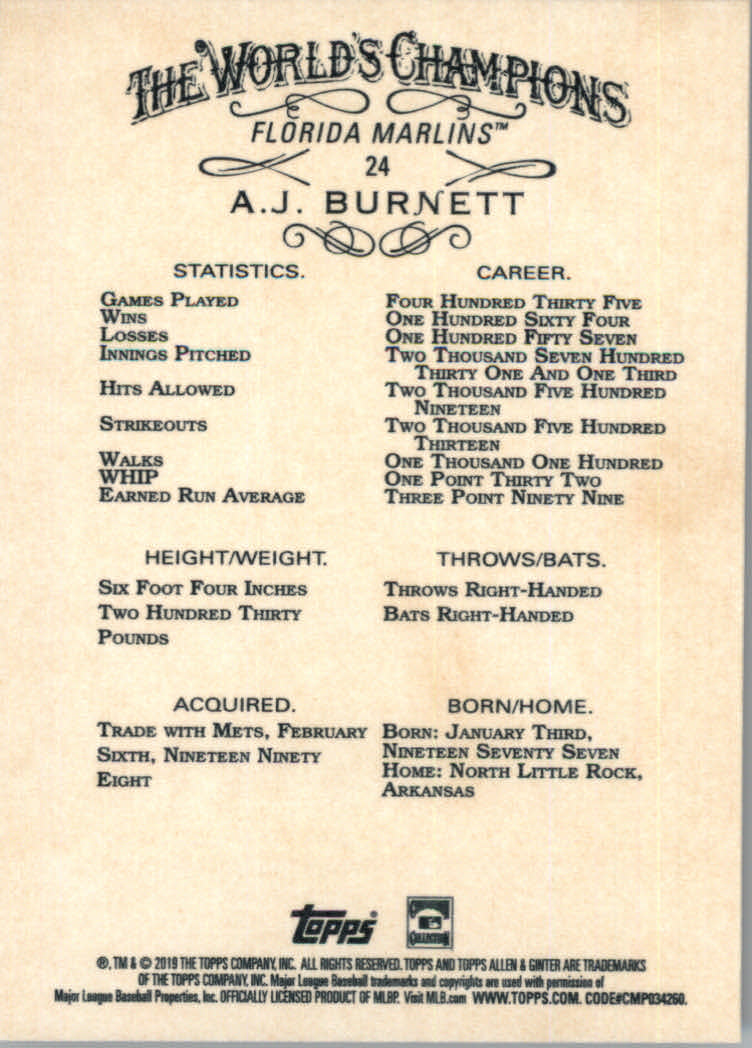 THE WORLD'S CHAMPIONS
FLORIDA MARLINS™
24
A.J. BURNETT
STATISTICS. CAREER.
GAMES PLAYED FOUR HUNDRED THIRTY FIVE
WINS ONE HUNDRED SIXTY FOUR
LOSSES ONE HUNDRED FIFTY SEVEN
INNINGS PITCHED TWO THOUSAND SEVEN HUNDRED
THIRTY ONE AND ONE THIRD
HITS ALLOWED TWO THOUSAND FIVE HUNDRED
NINETEEN
STRIKEOUTS TWO THOUSAND FIVE HUNDRED
THIRTEEN
WALKS ONE THOUSAND ONE HUNDRED
WHIP ONE POINT THIRTY TWO
EARNED RUN AVERAGE THREE POINT NINETY NINE
HEIGHT/WEIGHT.
SIX FOOT FOUR INCHES
TWO HUNDRED THIRTY
POUNDS
THROWS/BATS.
THROWS RIGHT-HANDED
BATS RIGHT-HANDED
ACQUIRED.
TRADE WITH METS, FEBRUARY
SIXTH, NINETEEN NINETY
EIGHT
BORN/HOME.
BORN: JANUARY THIRD,
NINETEEN SEVENTY SEVEN
HOME: NORTH LITTLE ROCK,
ARKANSAS
topps®
COLLECTION
®, TM & © 2019 THE TOPPS COMPANY, INC. ALL RIGHTS RESERVED. TOPPS AND TOPPS ALLEN & GINTER ARE TRADEMARKS
OF THE TOPPS COMPANY, INC. Major League Baseball trademarks and copyrights are used with permission of
Major League Baseball Properties, Inc. OFFICIALLY LICENSED PRODUCT OF MLBP. Visit MLB.com WWW.TOPPS.COM. CODE#CMP034260.